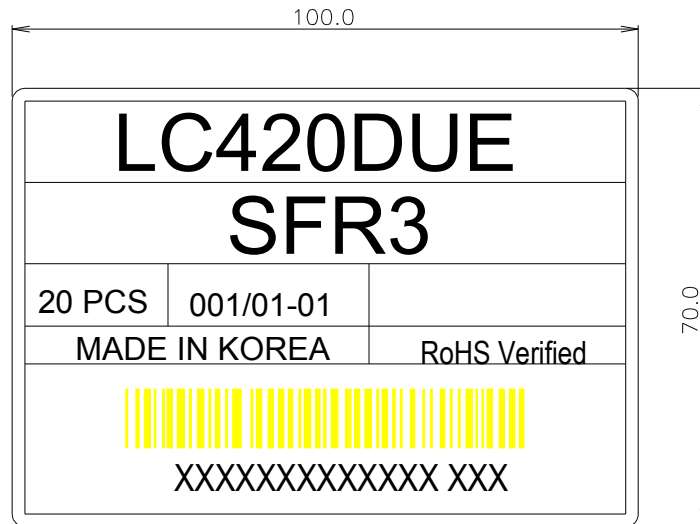 100.0
LC420DUE
SFR3
20 PCS 001/01-01
70.0
MADE IN KOREA RoHS Verified
XXXXXXXXXXXXX XXX